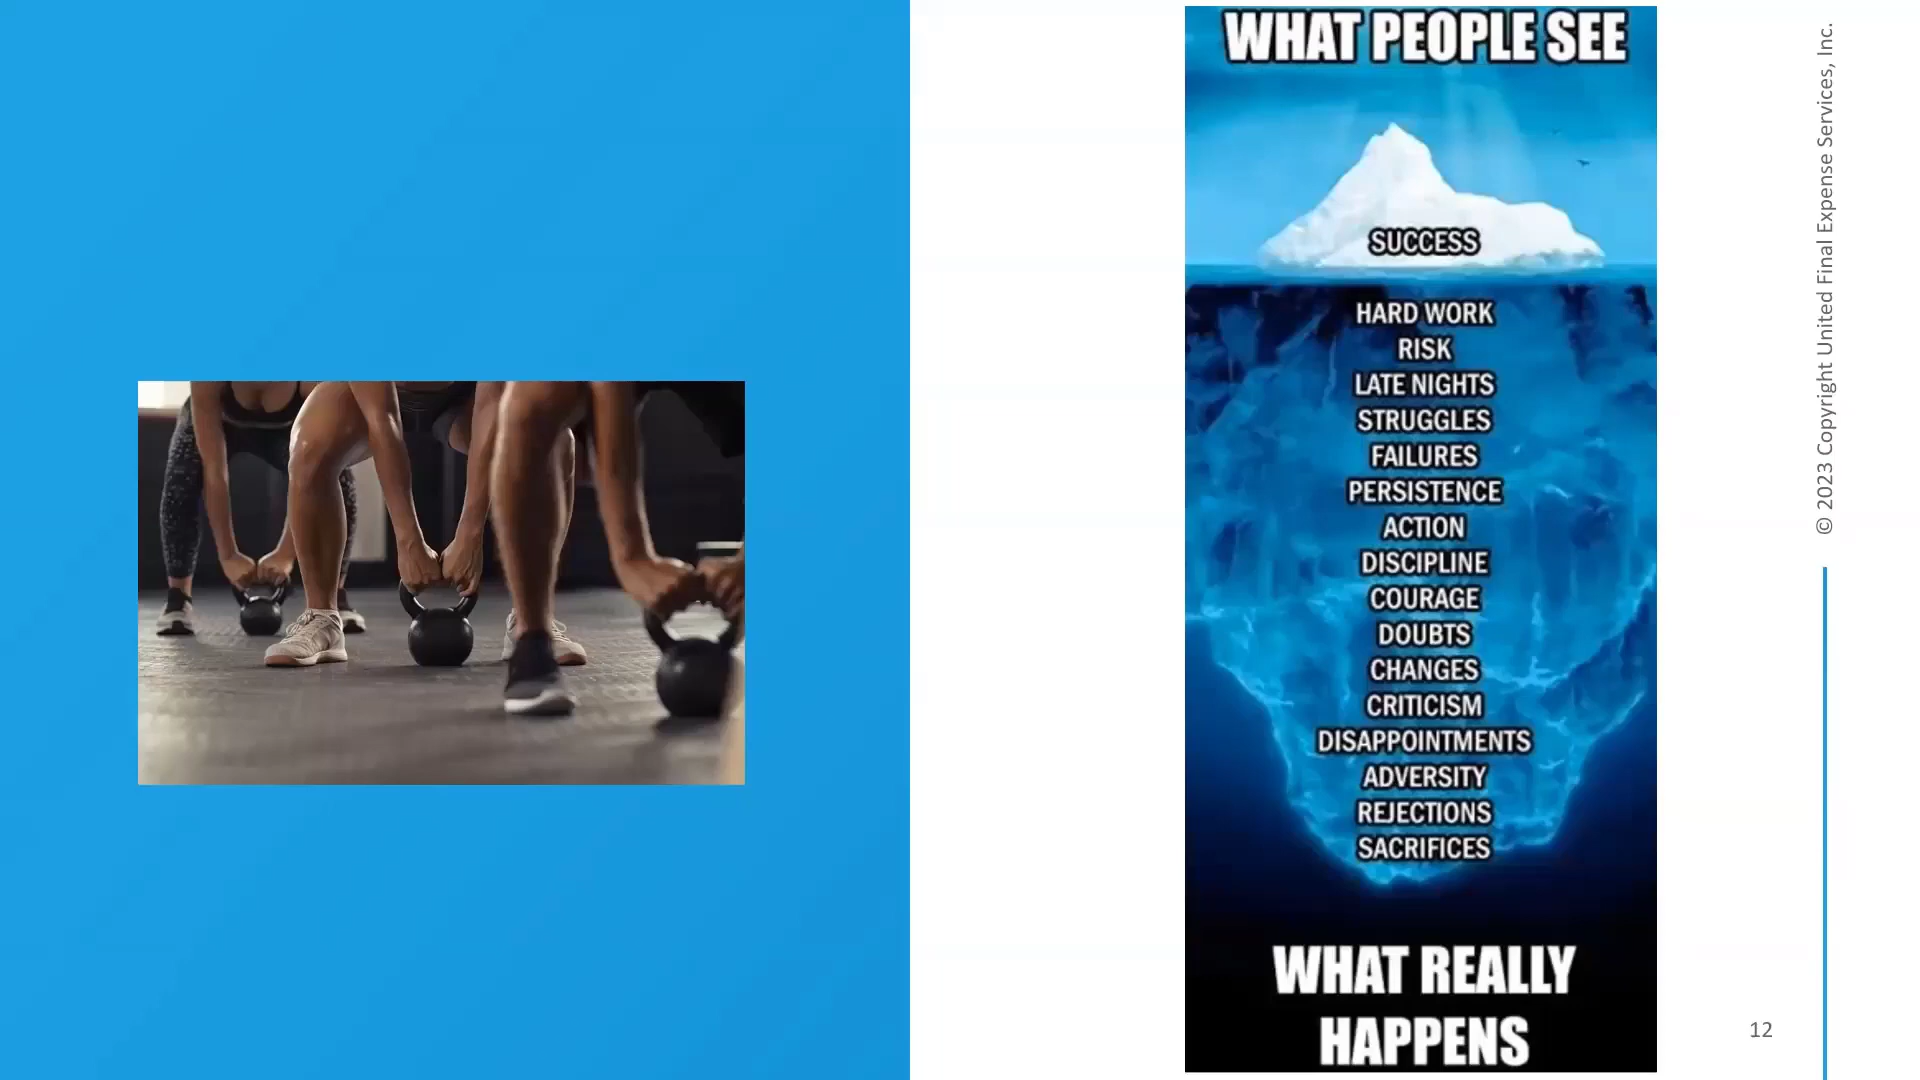 WHAT PEOPLE SEE
SUCCESS
HARD WORK
RISK
LATE NIGHTS
STRUGGLES
FAILURES
PERSISTENCE
ACTION
DISCIPLINE
COURAGE
DOUBTS
CHANGES
CRITICISM
DISAPPOINTMENTS
ADVERSITY
REJECTIONS
SACRIFICES
WHAT REALLY
HAPPENS
© 2023 Copyright United Final Expense Services, Inc.
12